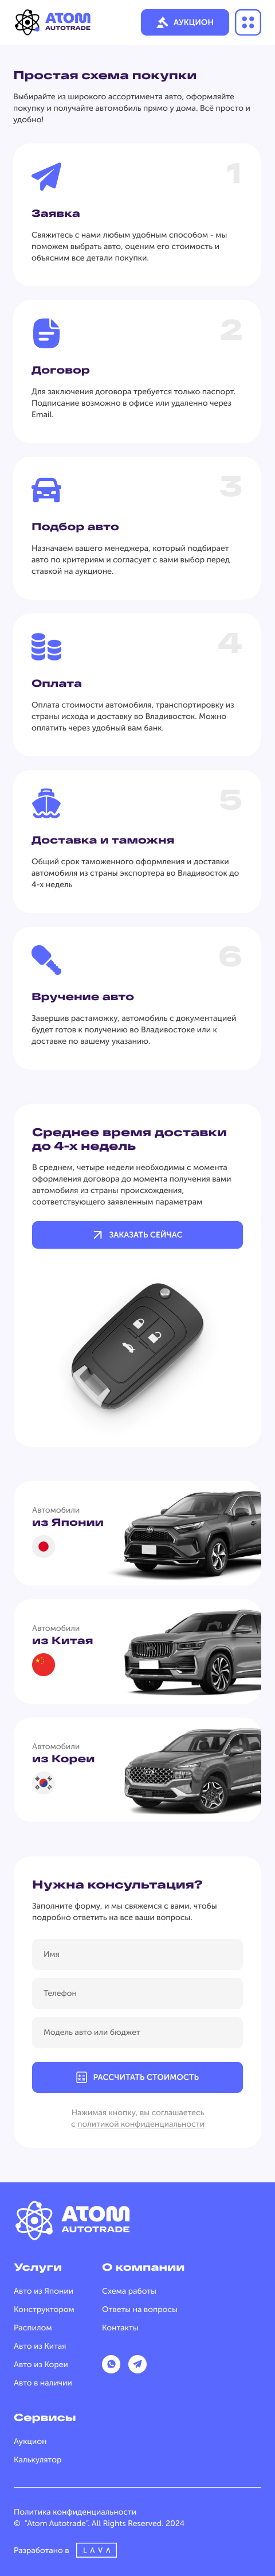 ATOM
AUTOTRADE
АУКЦИОН
Простая схема покупки
Выбирайте из широкого ассортимента авто, оформляйте
покупку и получайте автомобиль прямо у дома. Всё просто и
удобно!
1
Заявка
Свяжитесь с нами любым удобным способом - мы
поможем выбрать авто, оценим его стоимость и
объясним все детали покупки.
2
Договор
Для заключения договора требуется только паспорт.
Подписание возможно в офисе или удаленно через
Email.
3
Подбор авто
Назначаем вашего менеджера, который подбирает
авто по критериям и согласует с вами выбор перед
ставкой на аукционе.
4
Оплата
Оплата стоимости автомобиля, транспортировку из
страны исхода и доставку во Владивосток. Можно
оплатить через удобный вам банк.
5
Доставка и таможня
Общий срок таможенного оформления и доставки
автомобиля из страны экспортера во Владивосток до
4-х недель
6
Вручение авто
Завершив растаможку, автомобиль с документацией
будет готов к получению во Владивостоке или к
доставке по вашему указанию.
Среднее время доставки
до 4-х недель
В среднем, четыре недели необходимы с момента
оформления договора до момента получения вами
автомобиля из страны происхождения,
соответствующего заявленным параметрам
ЗАКАЗАТЬ СЕЙЧАС
Автомобили
из Японии
Автомобили
из Китая
Автомобили
из Кореи
Нужна консультация?
Заполните форму, и мы свяжемся с вами, чтобы
подробно ответить на все ваши вопросы.
Имя
Телефон
Модель авто или бюджет
РАССЧИТАТЬ СТОИМОСТЬ
Нажимая кнопку, вы соглашаетесь
с политикой конфиденциальности
ATOM
AUTOTRADE
Услуги
Авто из Японии
Конструктором
Распилом
Авто из Китая
Авто из Кореи
Авто в наличии
О компании
Схема работы
Ответы на вопросы
Контакты
Сервисы
Аукцион
Калькулятор
Политика конфиденциальности
© "Atom Autotrade". All Rights Reserved. 2024
Разработано в LAVA